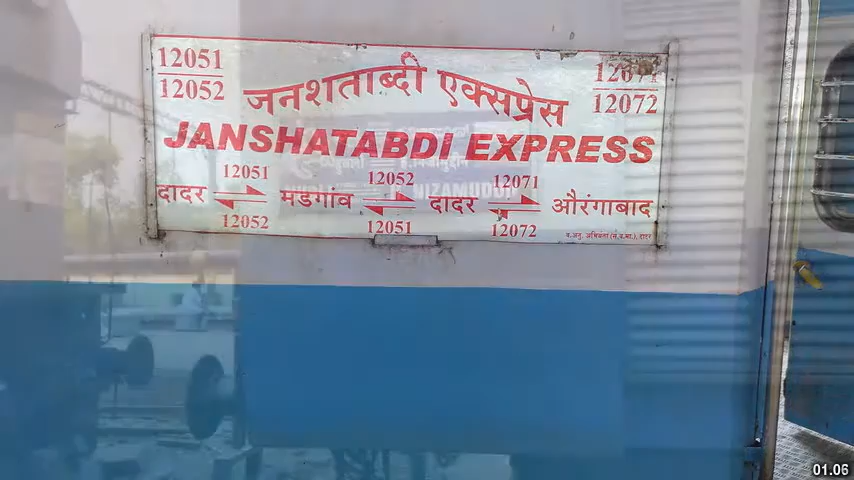 12051
12052
जनशताब्दी एक्सप्रेस
12071
12072
JANSHATABDI EXPRESS
12051 12052 12071
दादर मडगांव दादर औरंगाबाद
12052 12051 12072
01.06